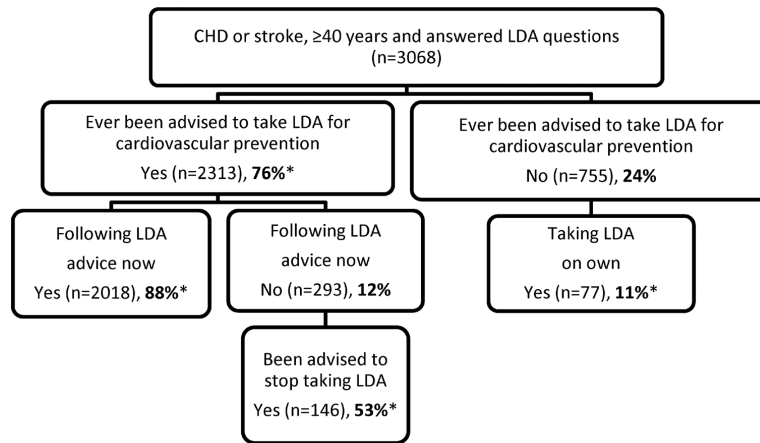 CHD or stroke, ≥40 years and answered LDA questions
(n=3068)
Ever been advised to take LDA for
cardiovascular prevention
Yes (n=2313), 76%*
Ever been advised to take LDA for
cardiovascular prevention
No (n=755), 24%
Following LDA
advice now
Yes (n=2018), 88%*
Following LDA
advice now
No (n=293), 12%
Taking LDA
on own
Yes (n=77), 11%*
Been advised to
stop taking LDA
Yes (n=146), 53%*